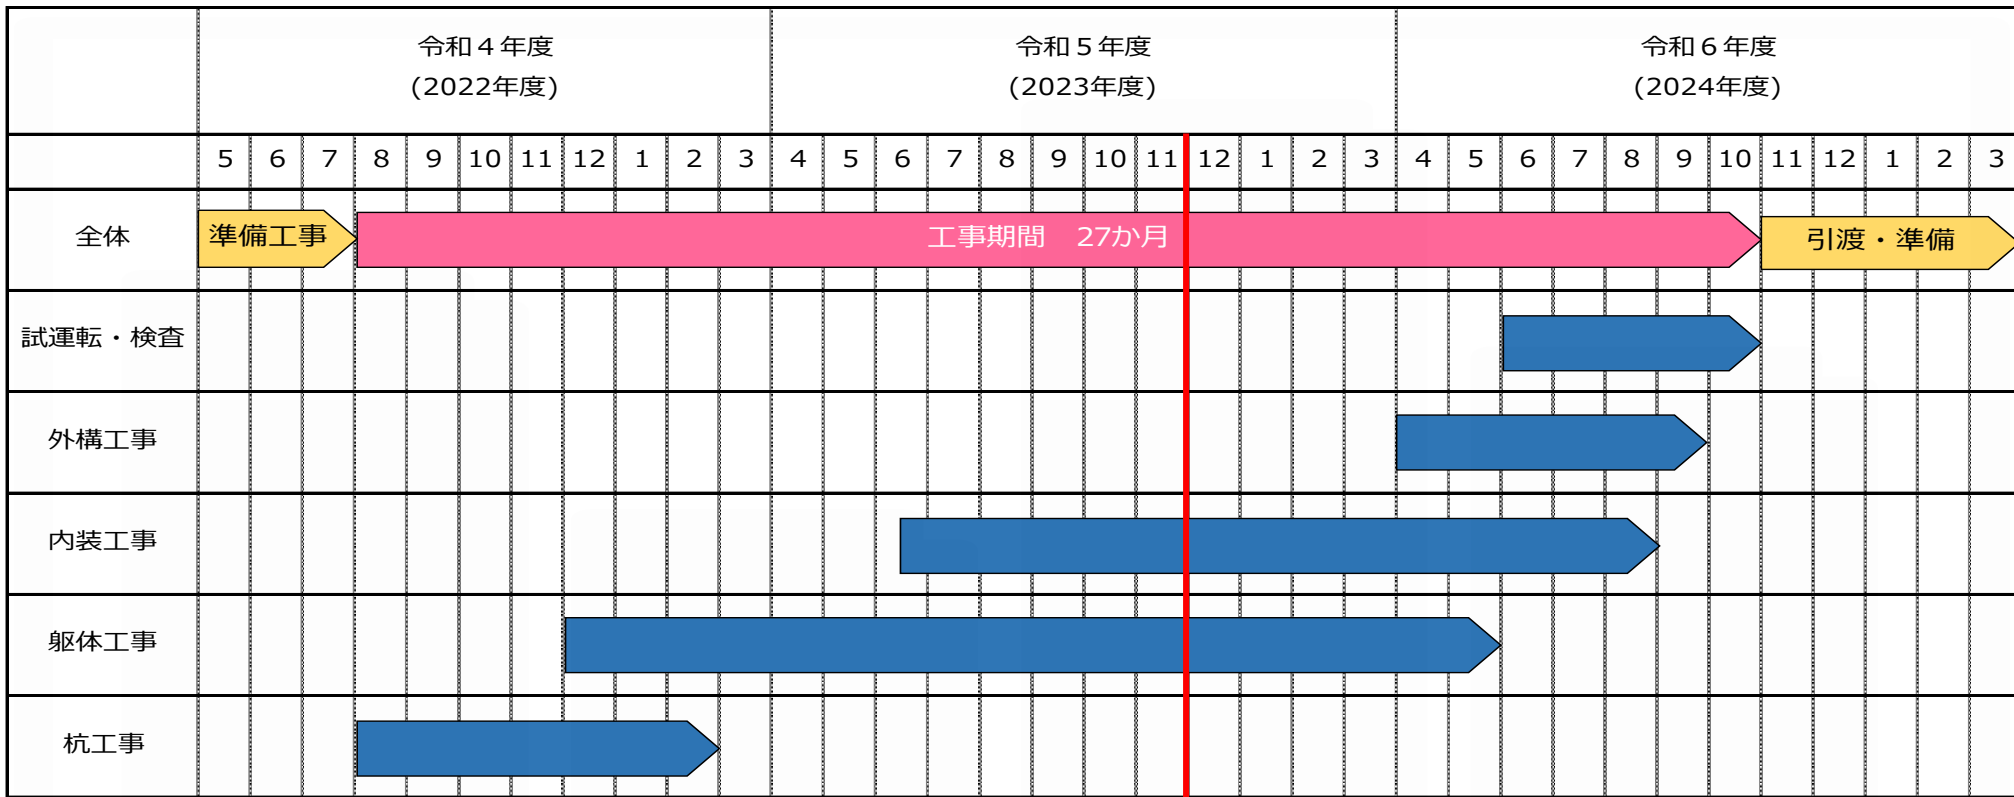 令和４年度
(2022年度)
令和５年度
(2023年度)
令和６年度
(2024年度)
5 6 7 8 9 10 11 12 1 2 3 4 5 6 7 8 9 10 11 12 1 2 3 4 5 6 7 8 9 10 11 12 1 2 3
全体 準備工事 工事期間　27か月 引渡・準備
試運転・検査
外構工事
内装工事
躯体工事
杭工事